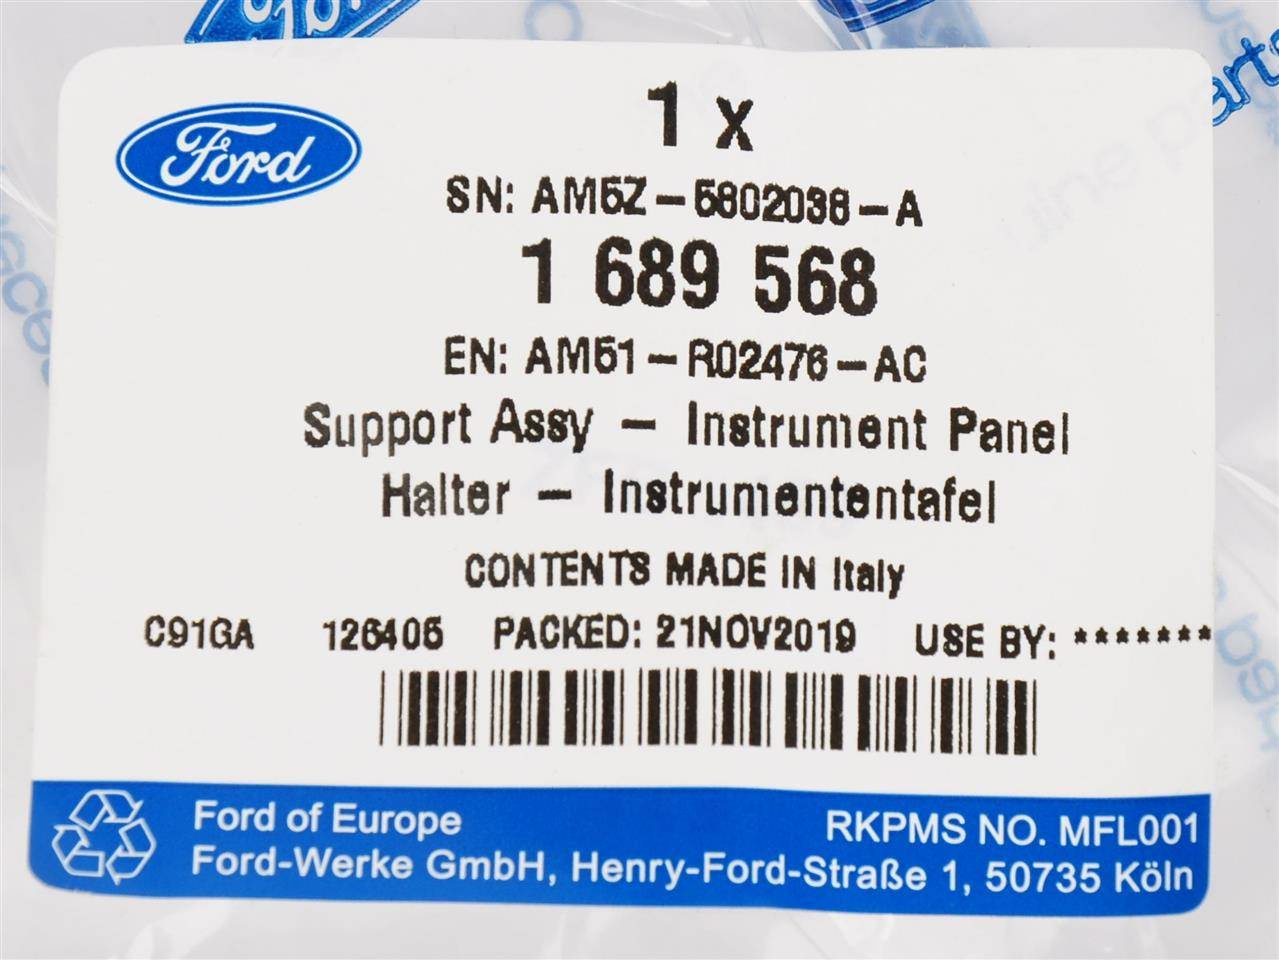 Ford
1 x
SN: AM5Z-5802038-A
1 689 568
EN: AM51-R02476-AC
Support Assy - Instrument Panel
Halter - Instrumententafel
CONTENTS MADE IN Italy
C91GA 126406 PACKED: 21NOV2019 USE BY: *******
Ford of Europe
RKPMS NO. MFL001
Ford-Werke GmbH, Henry-Ford-Straße 1, 50735 Köln